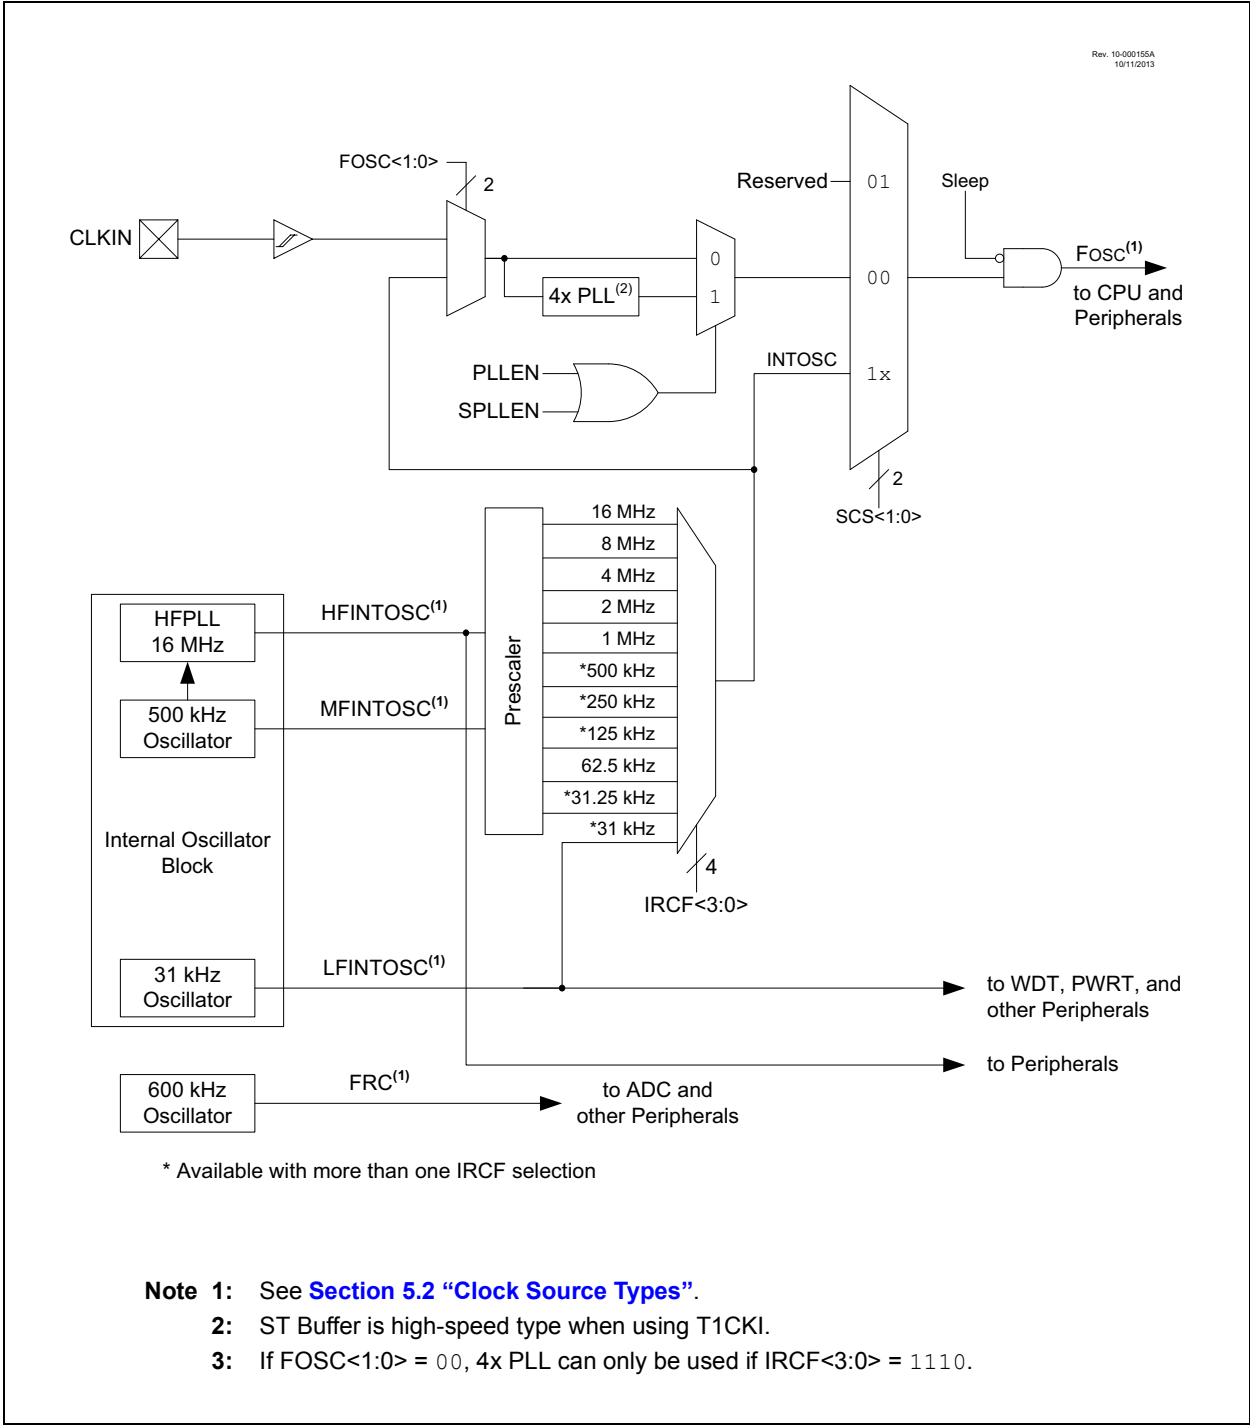 Rev. 10-000155A
10/11/2013
FOSC<1:0>
2
Reserved
01
Sleep
CLKIN
0
FOSC(1)
4x PLL(2)
1
00
to CPU and
Peripherals
PLLEN
INTOSC
1x
SPLLEN
2
SCS<1:0>
16 MHz
8 MHz
4 MHz
2 MHz
1 MHz
*500 kHz
*250 kHz
*125 kHz
62.5 kHz
*31.25 kHz
*31 kHz
HFPLL
16 MHz
HFINTOSC(1)
Prescaler
500 kHz
Oscillator
MFINTOSC(1)
Internal Oscillator
Block
4
IRCF<3:0>
31 kHz
Oscillator
LFINTOSC(1)
to WDT, PWRT, and
other Peripherals
to Peripherals
600 kHz
Oscillator
FRC(1)
to ADC and
other Peripherals
* Available with more than one IRCF selection
Note 1: See Section 5.2 “Clock Source Types”.
2: ST Buffer is high-speed type when using T1CKI.
3: If FOSC<1:0> = 00, 4x PLL can only be used if IRCF<3:0> = 1110.